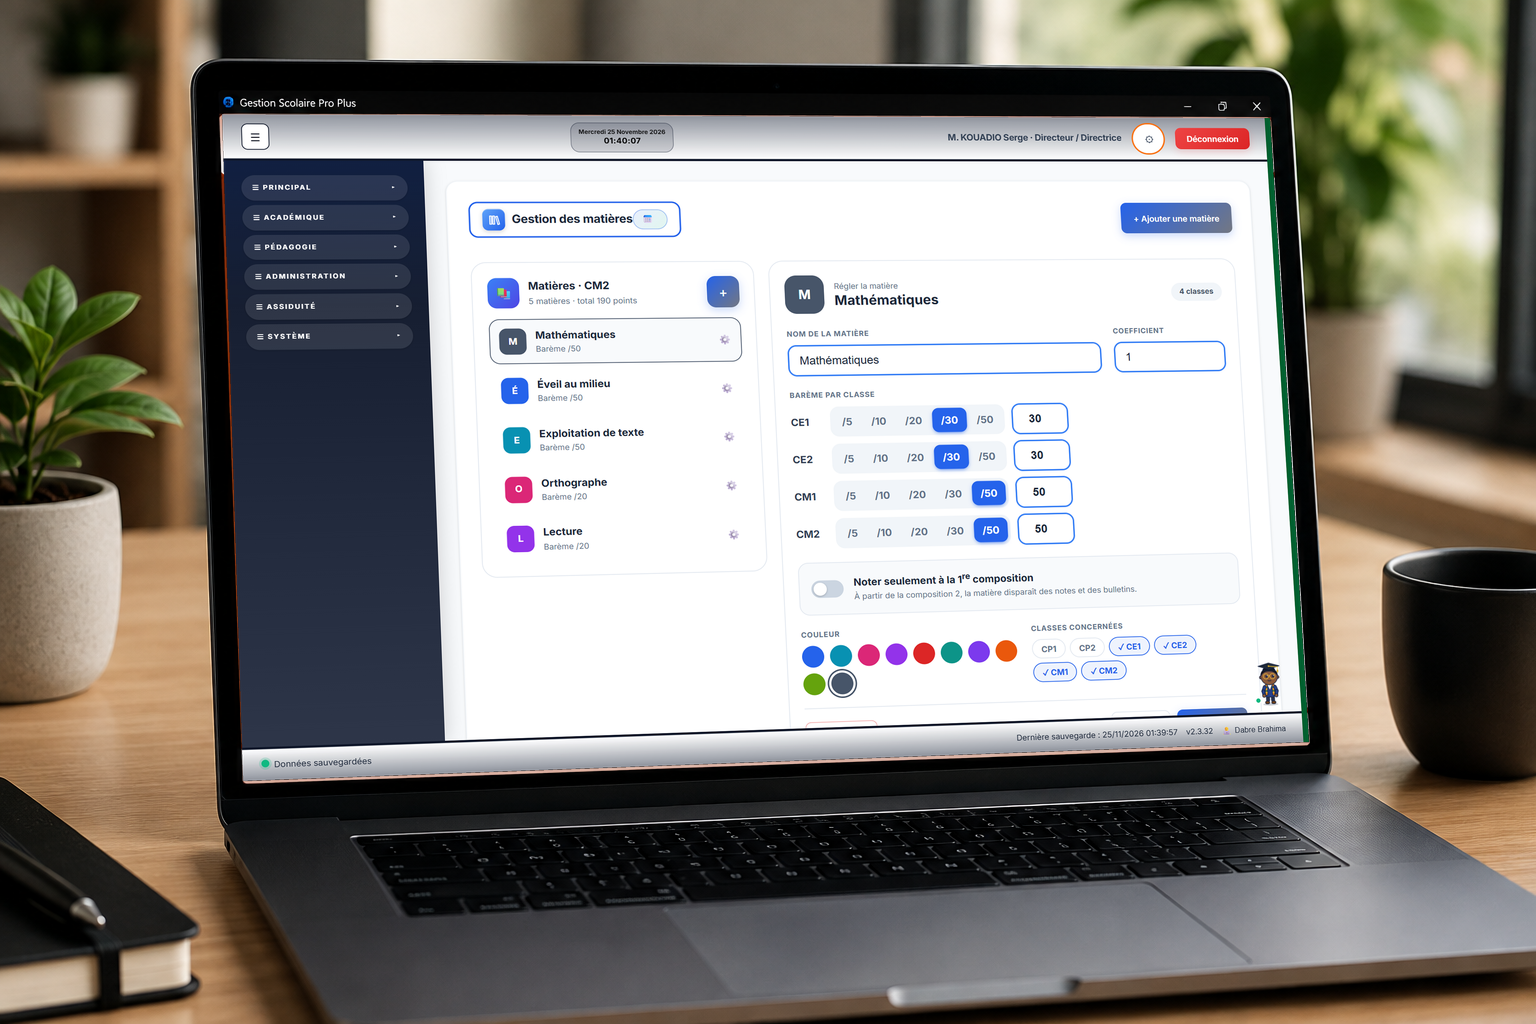 Gestion Scolaire Pro Plus
Mercredi 25 Novembre 2026
01:40:07
M. KOUADIO Serge · Directeur / Directrice
Déconnexion
PRINCIPAL
ACADÉMIQUE
PÉDAGOGIE
ADMINISTRATION
ASSIDUITÉ
SYSTÈME
Gestion des matières
+ Ajouter une matière
Matières · CM2
5 matières · total 190 points
+
M
Mathématiques
Barème /50
É
Éveil au milieu
Barème /50
E
Exploitation de texte
Barème /50
O
Orthographe
Barème /20
L
Lecture
Barème /20
M
Régler la matière
Mathématiques
4 classes
NOM DE LA MATIÈRE
COEFFICIENT
Mathématiques
1
BARÈME PAR CLASSE
CE1 /5 /10 /20 /30 /50 30
CE2 /5 /10 /20 /30 /50 30
CM1 /5 /10 /20 /30 /50 50
CM2 /5 /10 /20 /30 /50 50
Noter seulement à la 1re composition
À partir de la composition 2, la matière disparaît des notes et des bulletins.
COULEUR
CLASSES CONCERNÉES
CP1 CP2 ✓ CE1 ✓ CE2
✓ CM1 ✓ CM2
Données sauvegardées
Dernière sauvegarde : 25/11/2026 01:39:57 v2.3.32 Dabre Brahima